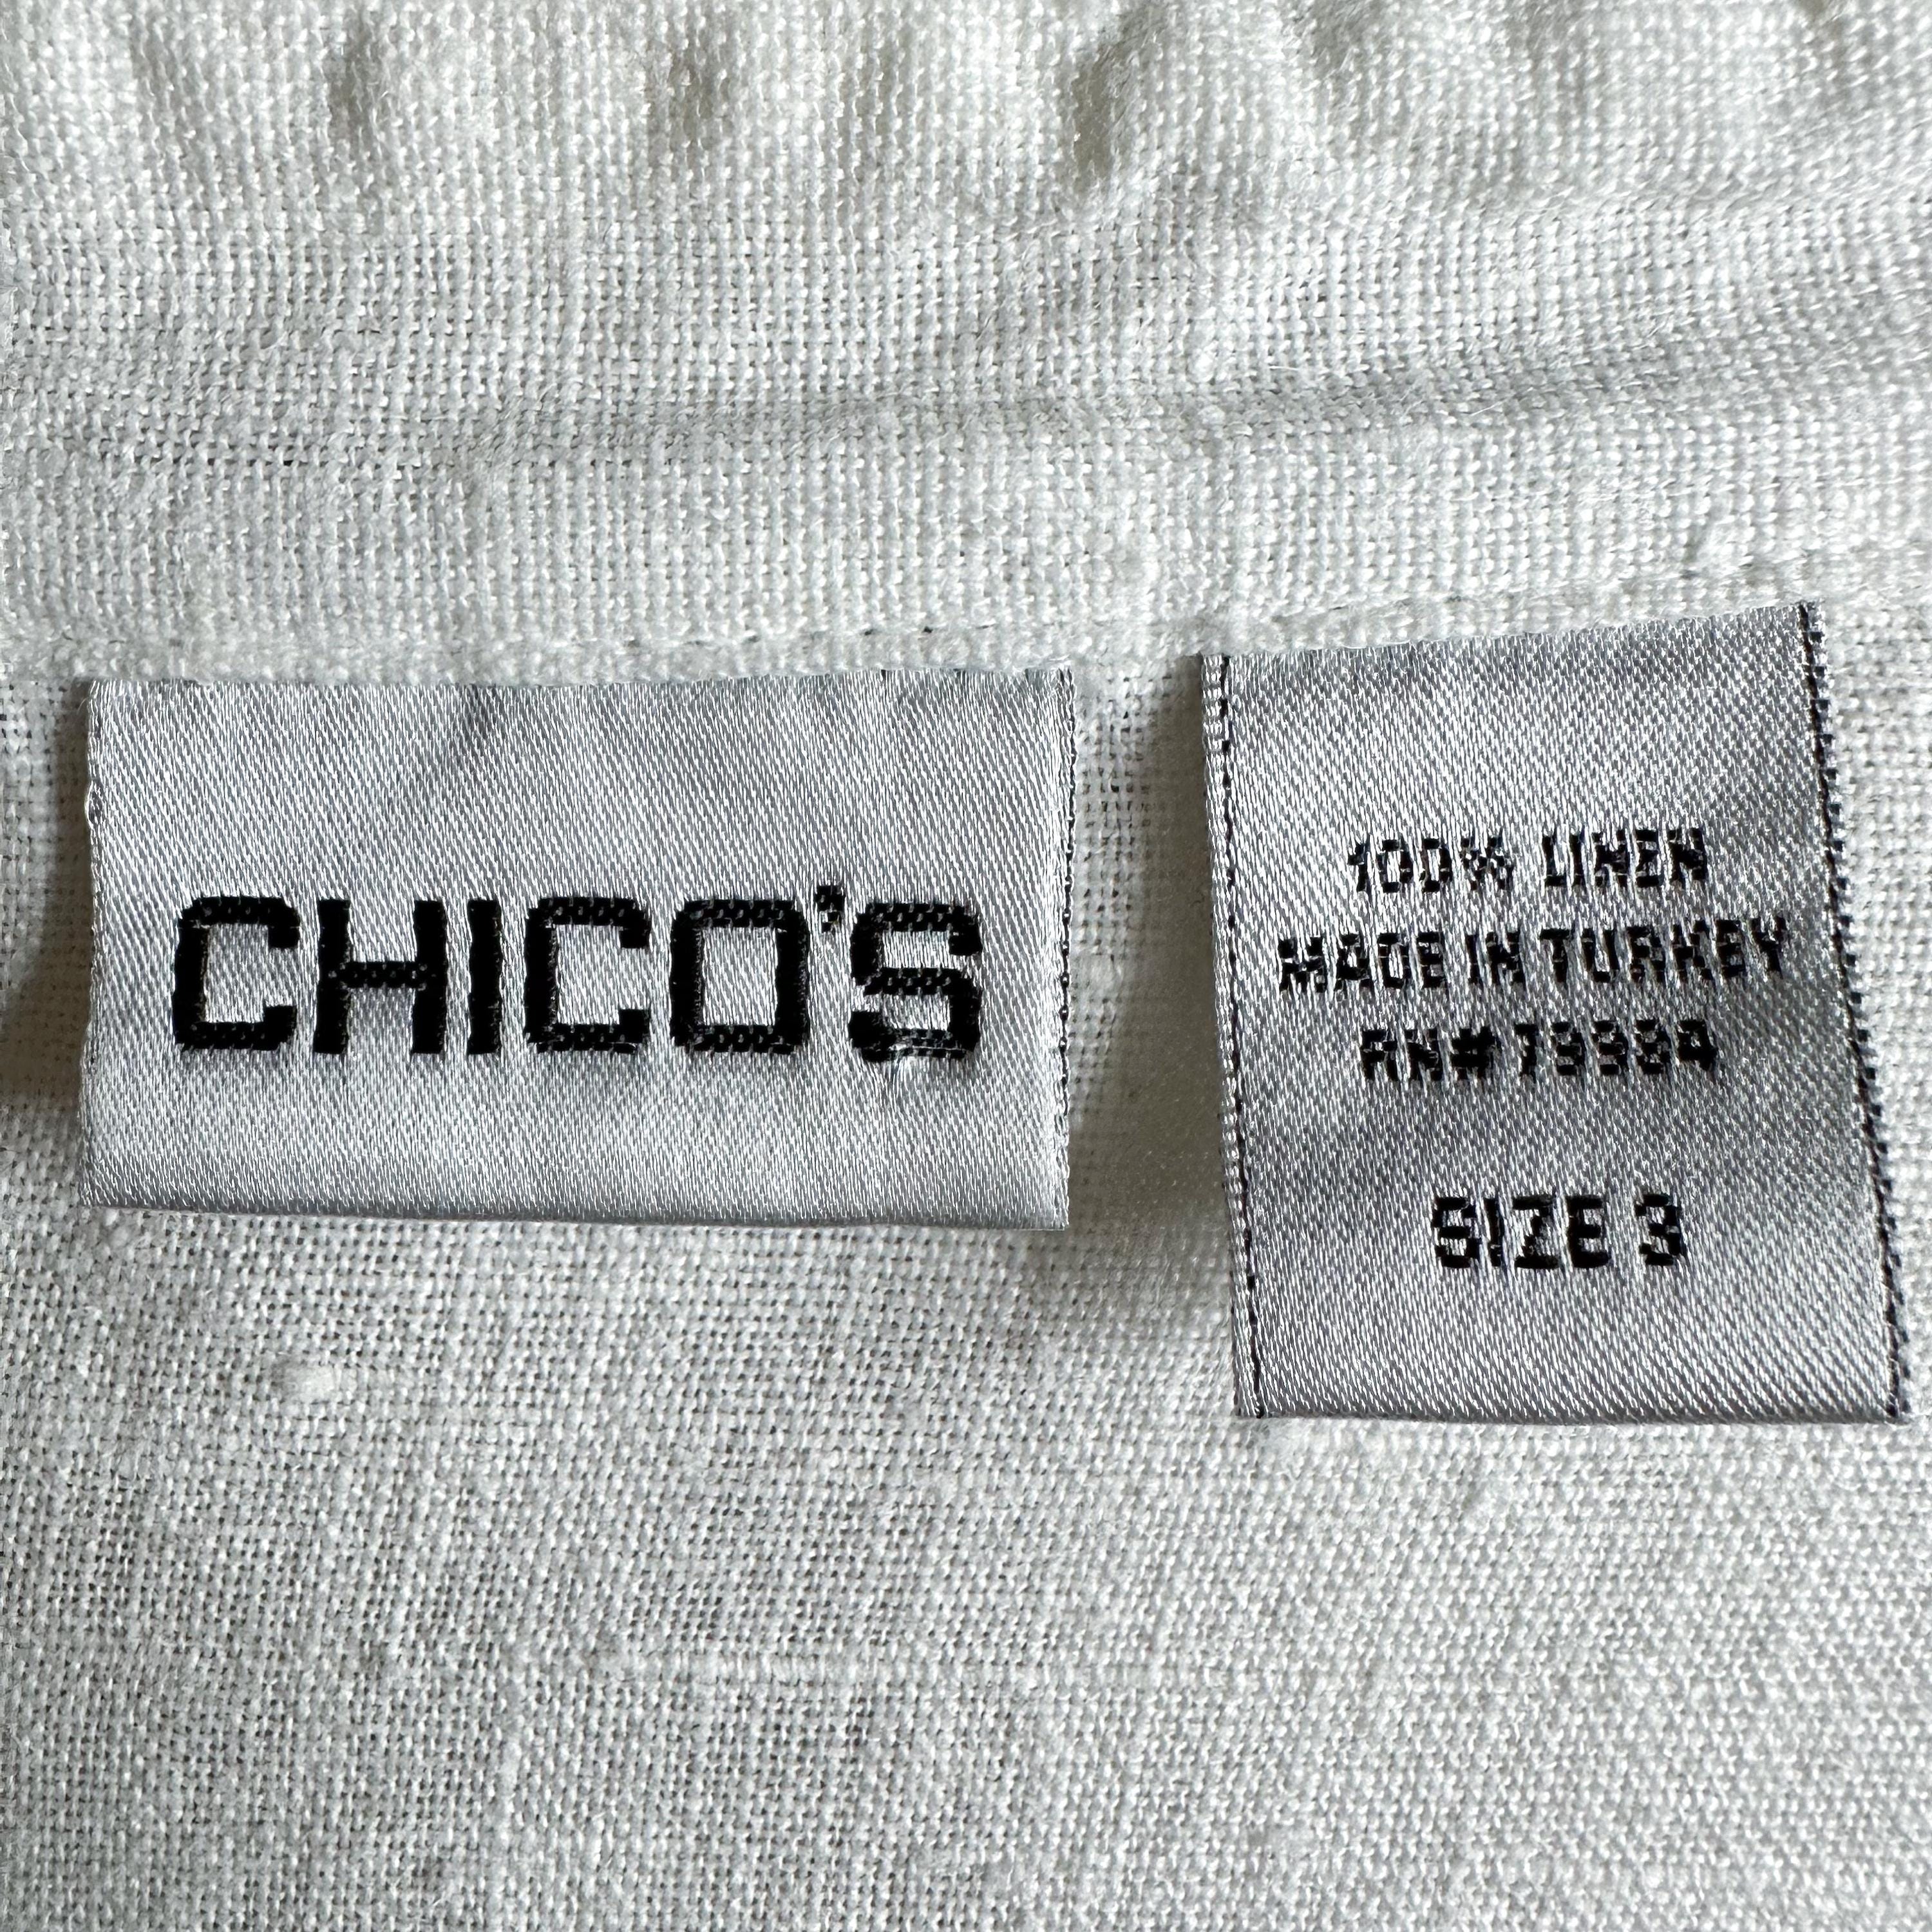 CHICO'S
100% LINEN
MADE IN TURKEY
RN# 79984
SIZE 3